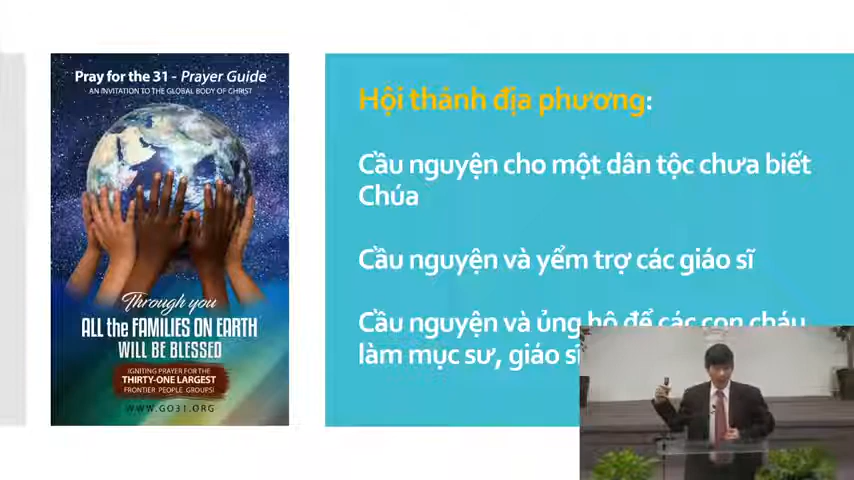 Pray for the 31 - Prayer Guide
AN INVITATION TO THE GLOBAL BODY OF CHRIST
Through you
ALL the FAMILIES ON EARTH
WILL BE BLESSED
IGNITING PRAYER FOR THE
THIRTY-ONE LARGEST
FRONTIER PEOPLE GROUPS!
WWW.GO31.ORG
Hội thánh địa phương:
Cầu nguyện cho một dân tộc chưa biết
Chúa
Cầu nguyện và yểm trợ các giáo sĩ
Cầu nguyện và ủng hộ để các con cháu
làm mục sư, giáo sĩ